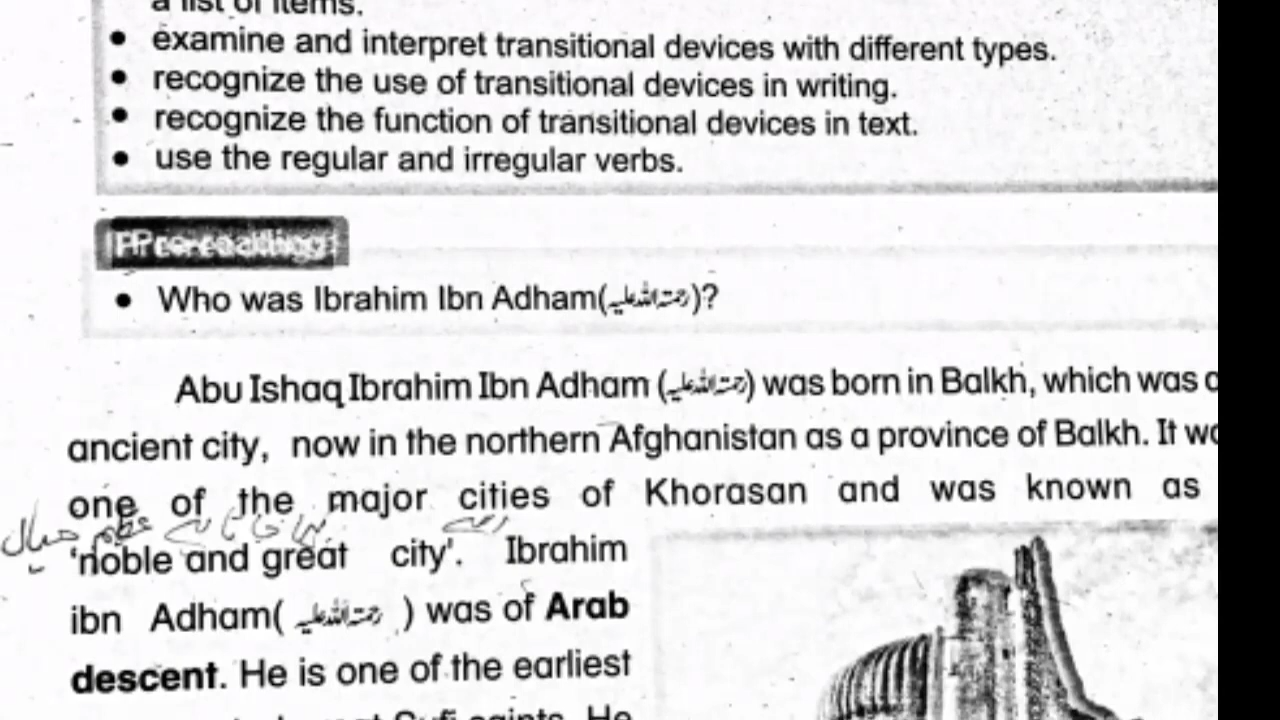 a list of items.
• examine and interpret transitional devices with different types.
• recognize the use of transitional devices in writing.
• recognize the function of transitional devices in text.
• use the regular and irregular verbs.
Pre-reading
• Who was Ibrahim Ibn Adham(رحمۃ اللہ علیہ)?
Abu Ishaq Ibrahim Ibn Adham (رحمۃ اللہ علیہ) was born in Balkh, which was
ancient city, now in the northern Afghanistan as a province of Balkh. It
one of the major cities of Khorasan and was known as
'noble and great city'. Ibrahim
ibn Adham( رحمۃ اللہ علیہ ) was of Arab
descent. He is one of the earliest
Sufi saints. He